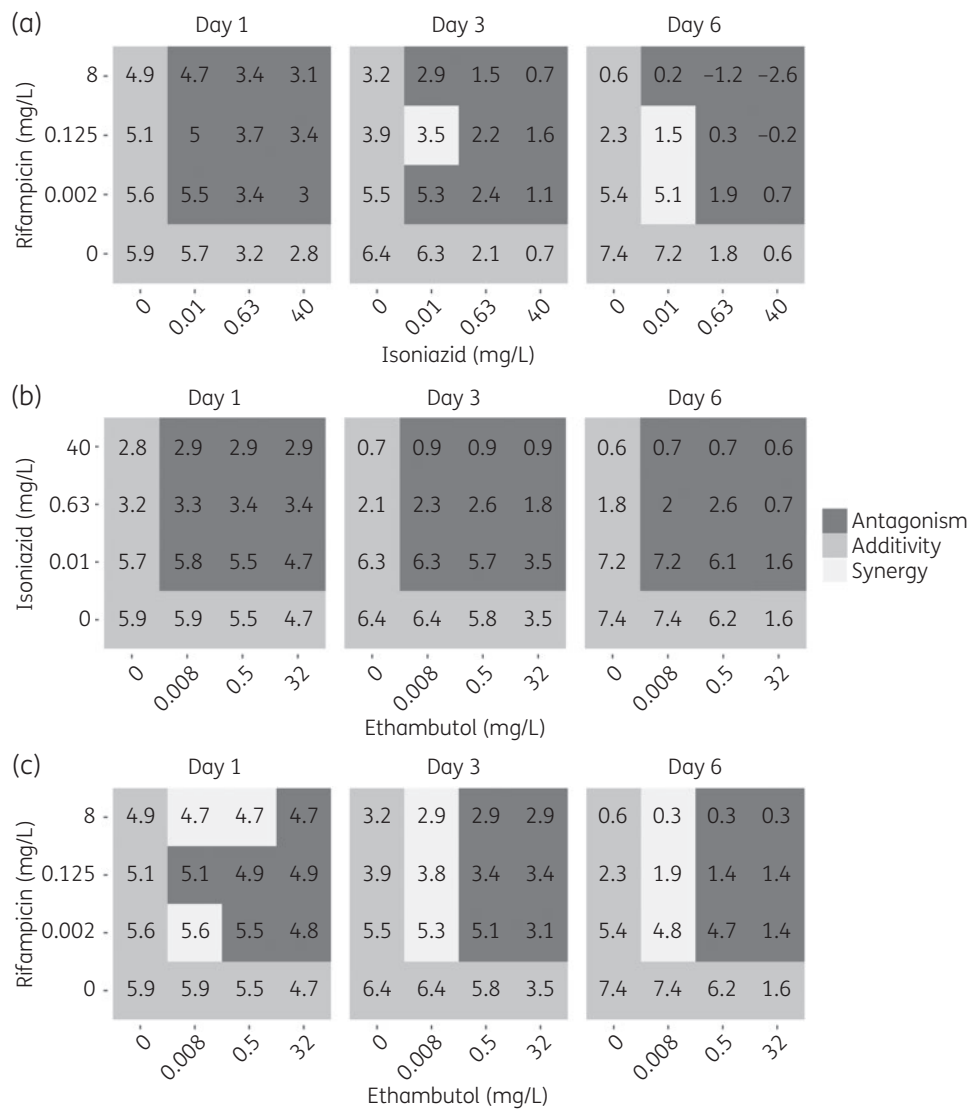 (a)
Day 1 Day 3 Day 6
Rifampicin (mg/L)
8 4.9 4.7 3.4 3.1 3.2 2.9 1.5 0.7 0.6 0.2 −1.2 −2.6
0.125 5.1 5 3.7 3.4 3.9 3.5 2.2 1.6 2.3 1.5 0.3 −0.2
0.002 5.6 5.5 3.4 3 5.5 5.3 2.4 1.1 5.4 5.1 1.9 0.7
0 5.9 5.7 3.2 2.8 6.4 6.3 2.1 0.7 7.4 7.2 1.8 0.6
0 0.01 0.63 40 0 0.01 0.63 40 0 0.01 0.63 40
Isoniazid (mg/L)
(b)
Day 1 Day 3 Day 6
Isoniazid (mg/L)
40 2.8 2.9 2.9 2.9 0.7 0.9 0.9 0.9 0.6 0.7 0.7 0.6
0.63 3.2 3.3 3.4 3.4 2.1 2.3 2.6 1.8 1.8 2 2.6 0.7
0.01 5.7 5.8 5.5 4.7 6.3 6.3 5.7 3.5 7.2 7.2 6.1 1.6
0 5.9 5.9 5.5 4.7 6.4 6.4 5.8 3.5 7.4 7.4 6.2 1.6
0 0.008 0.5 32 0 0.008 0.5 32 0 0.008 0.5 32
Ethambutol (mg/L)
Antagonism
Additivity
Synergy
(c)
Day 1 Day 3 Day 6
Rifampicin (mg/L)
8 4.9 4.7 4.7 4.7 3.2 2.9 2.9 2.9 0.6 0.3 0.3 0.3
0.125 5.1 5.1 4.9 4.9 3.9 3.8 3.4 3.4 2.3 1.9 1.4 1.4
0.002 5.6 5.6 5.5 4.8 5.5 5.3 5.1 3.1 5.4 4.8 4.7 1.4
0 5.9 5.9 5.5 4.7 6.4 6.4 5.8 3.5 7.4 7.4 6.2 1.6
0 0.008 0.5 32 0 0.008 0.5 32 0 0.008 0.5 32
Ethambutol (mg/L)